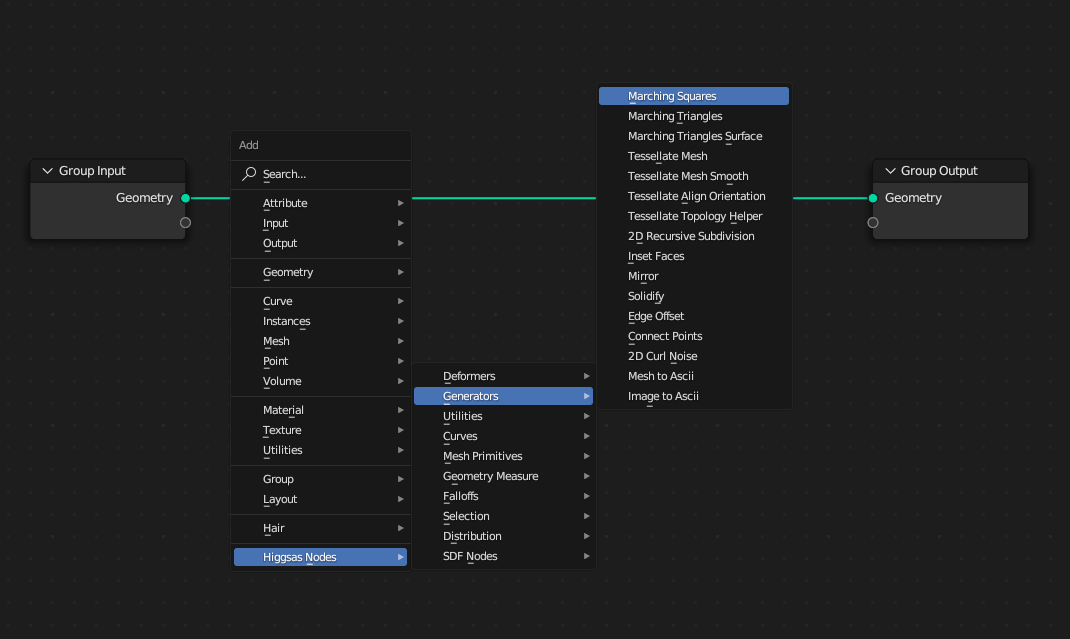 Group Input
Geometry
Add
Search...
Attribute
Input
Output
Geometry
Curve
Instances
Mesh
Point
Volume
Material
Texture
Utilities
Group
Layout
Hair
Higgsas Nodes
Deformers
Generators
Utilities
Curves
Mesh Primitives
Geometry Measure
Falloffs
Selection
Distribution
SDF Nodes
Marching Squares
Marching Triangles
Marching Triangles Surface
Tessellate Mesh
Tessellate Mesh Smooth
Tessellate Align Orientation
Tessellate Topology Helper
2D Recursive Subdivision
Inset Faces
Mirror
Solidify
Edge Offset
Connect Points
2D Curl Noise
Mesh to Ascii
Image to Ascii
Group Output
Geometry